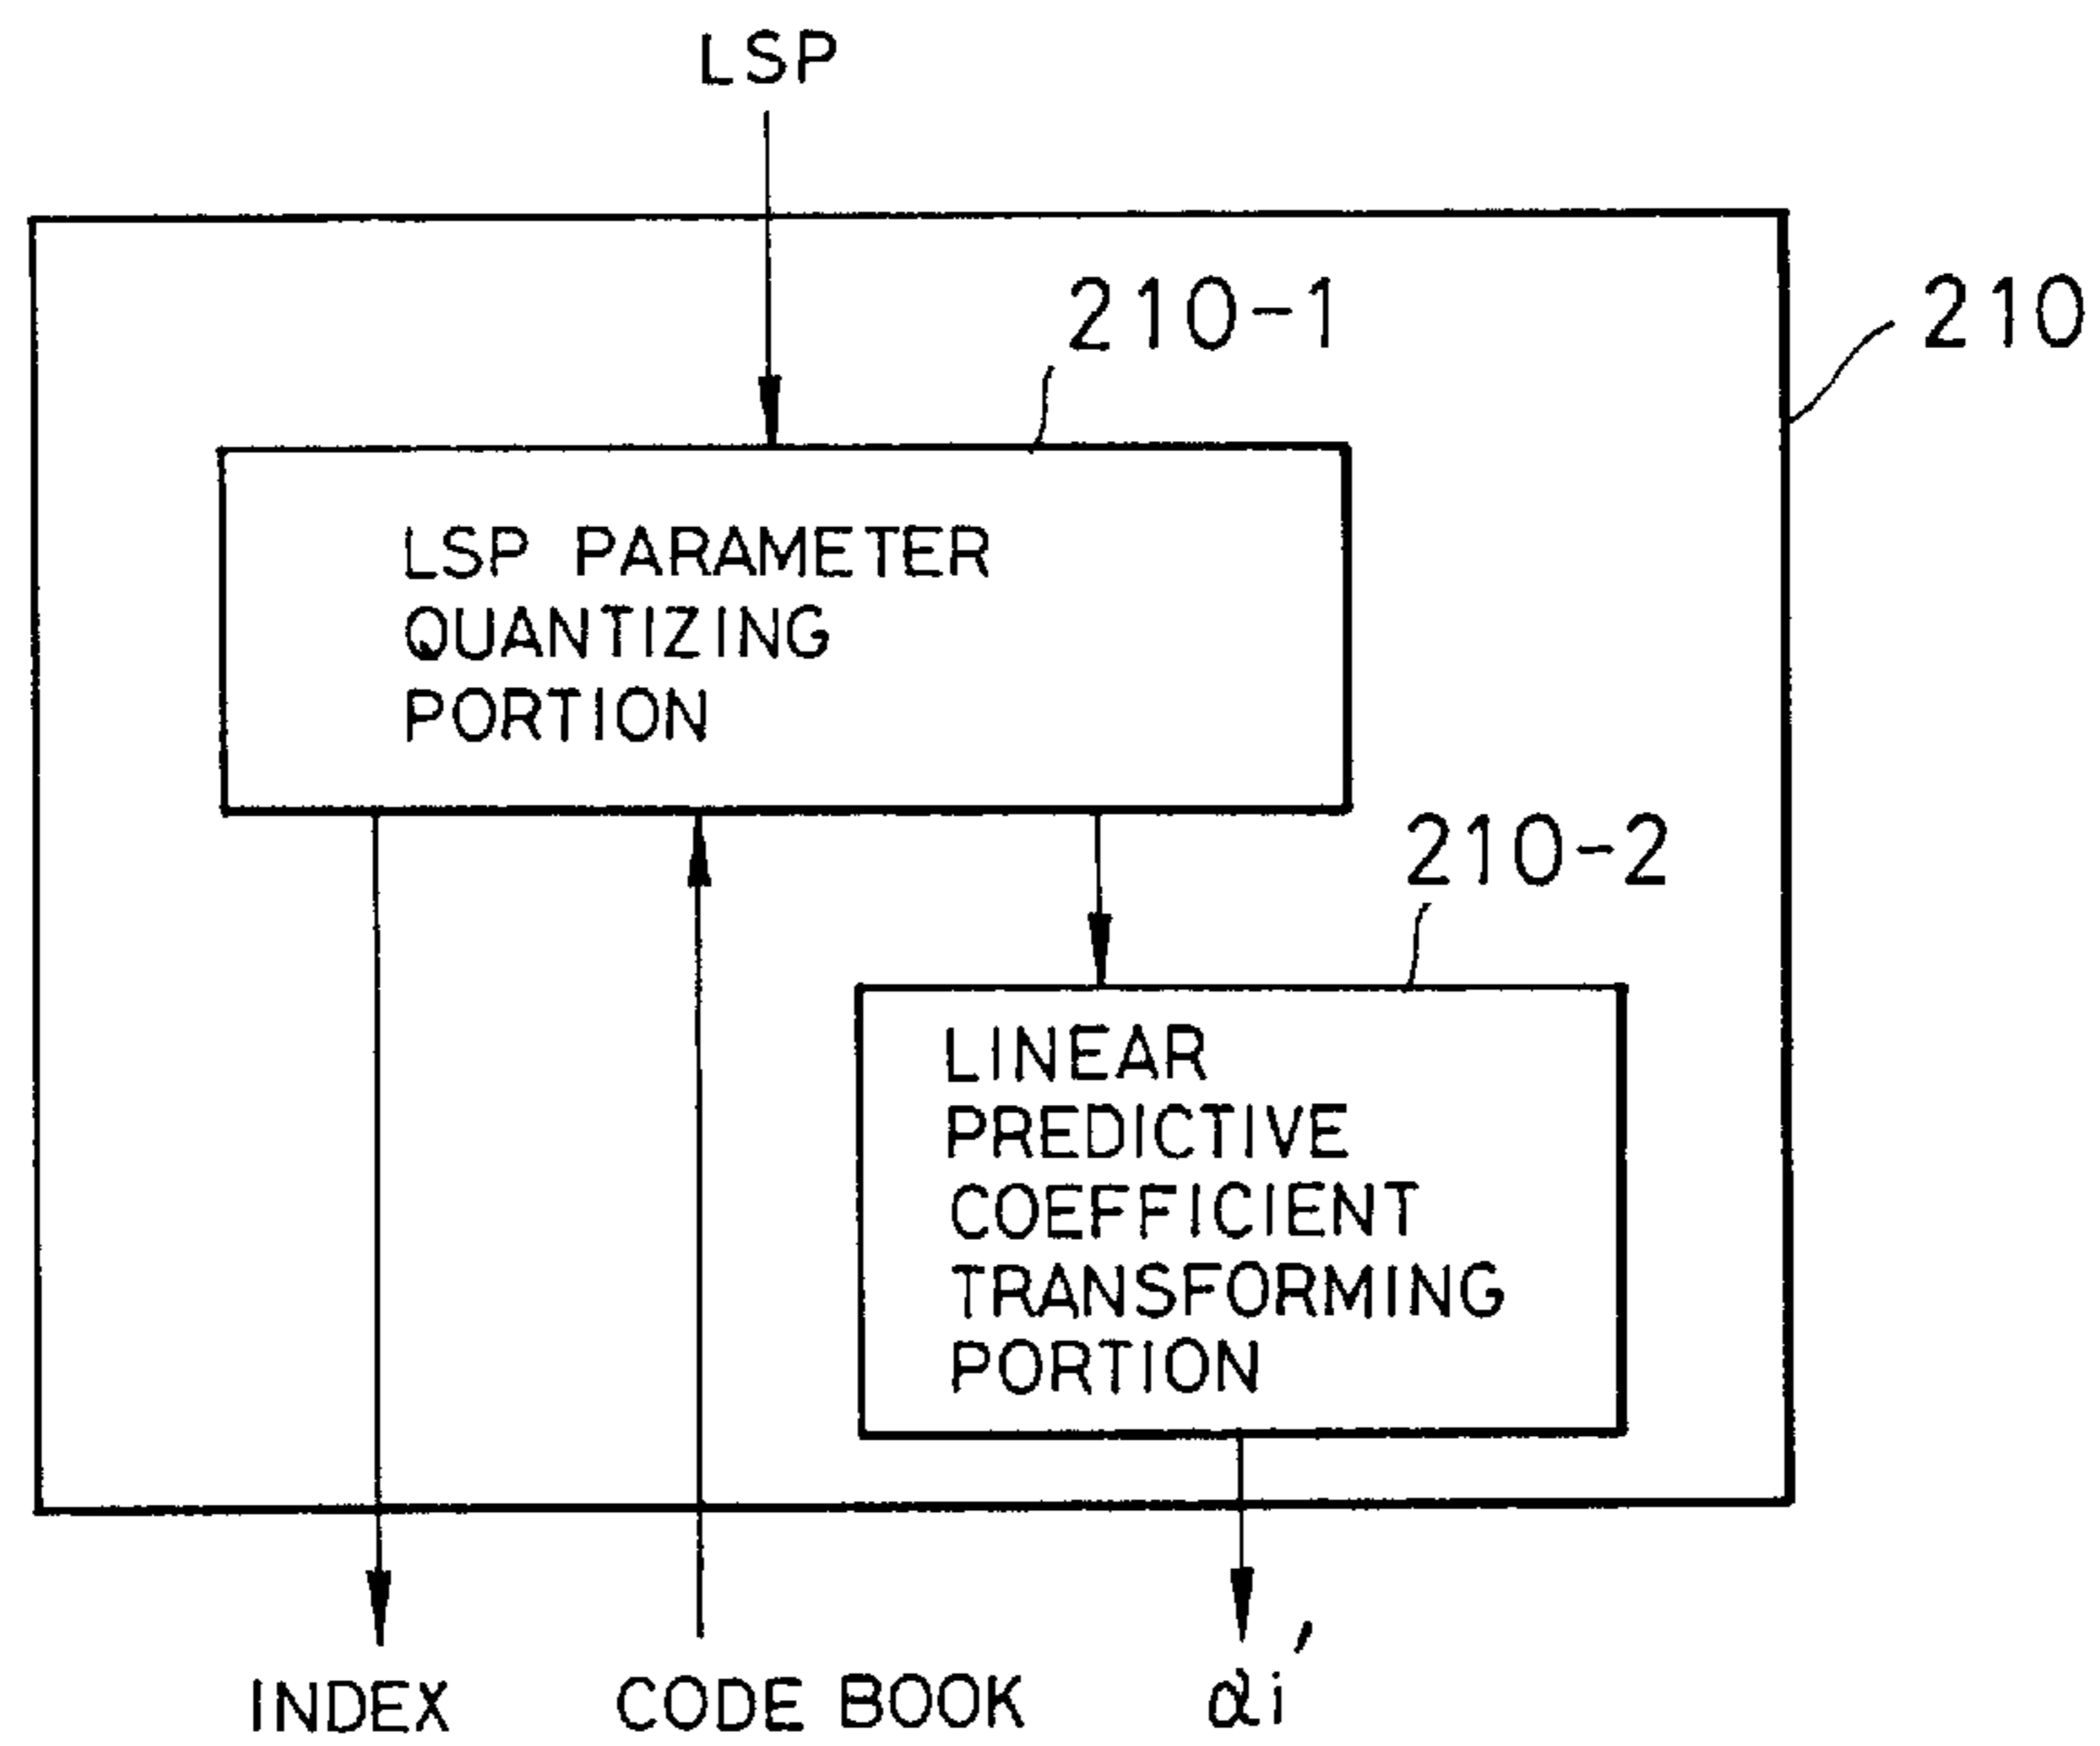 LSP
210-1
210
LSP PARAMETER
QUANTIZING
PORTION
210-2
LINEAR
PREDICTIVE
COEFFICIENT
TRANSFORMING
PORTION
INDEX
CODE BOOK
αi′